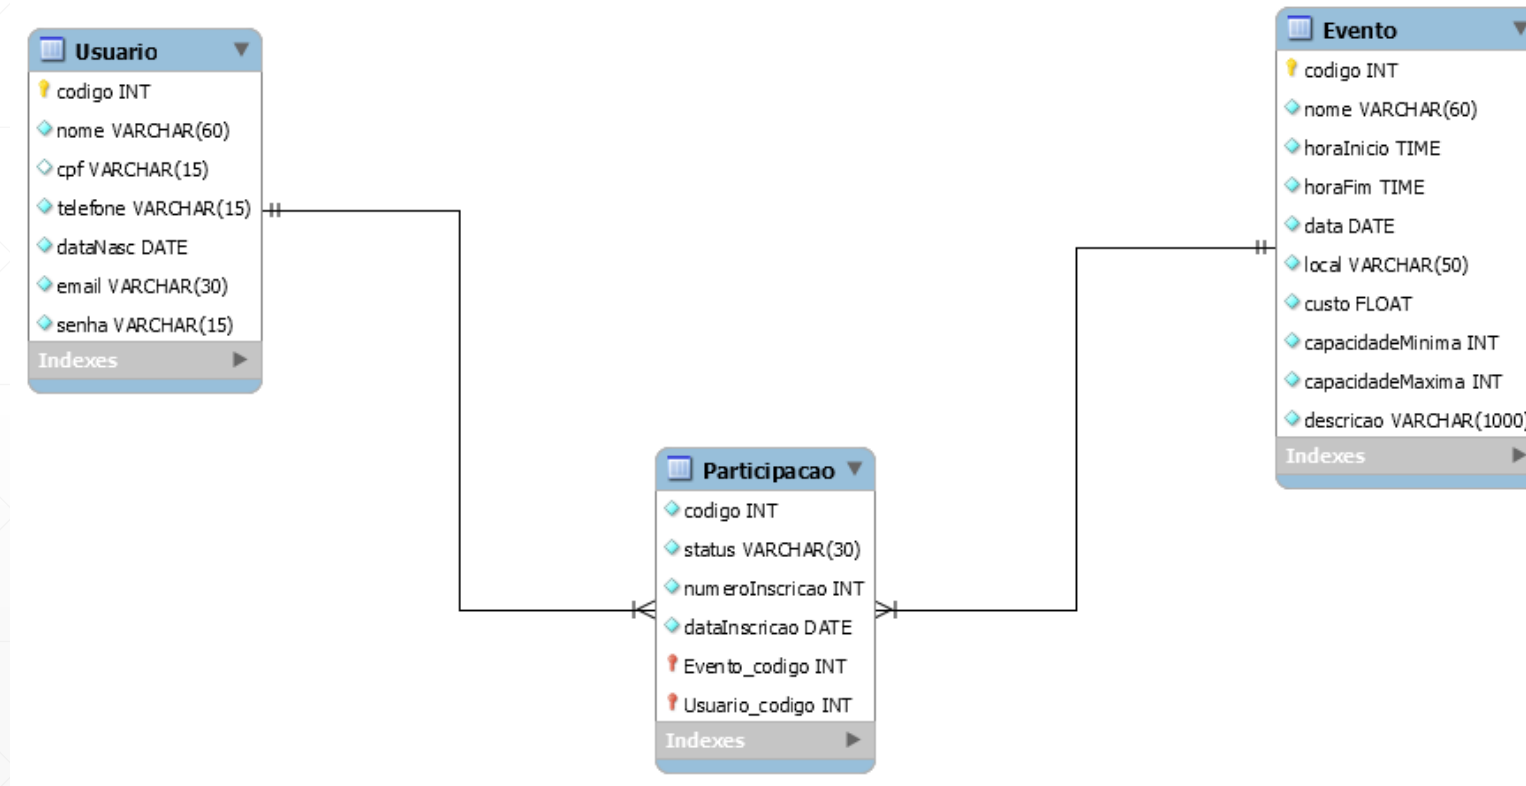 Usuario
codigo INT
nome VARCHAR(60)
cpf VARCHAR(15)
telefone VARCHAR(15)
dataNasc DATE
email VARCHAR(30)
senha VARCHAR(15)
Indexes
Evento
codigo INT
nome VARCHAR(60)
horaInicio TIME
horaFim TIME
data DATE
local VARCHAR(50)
custo FLOAT
capacidadeMinima INT
capacidadeMaxima INT
descricao VARCHAR(1000)
Indexes
Participacao
codigo INT
status VARCHAR(30)
numeroInscricao INT
dataInscricao DATE
Evento_codigo INT
Usuario_codigo INT
Indexes